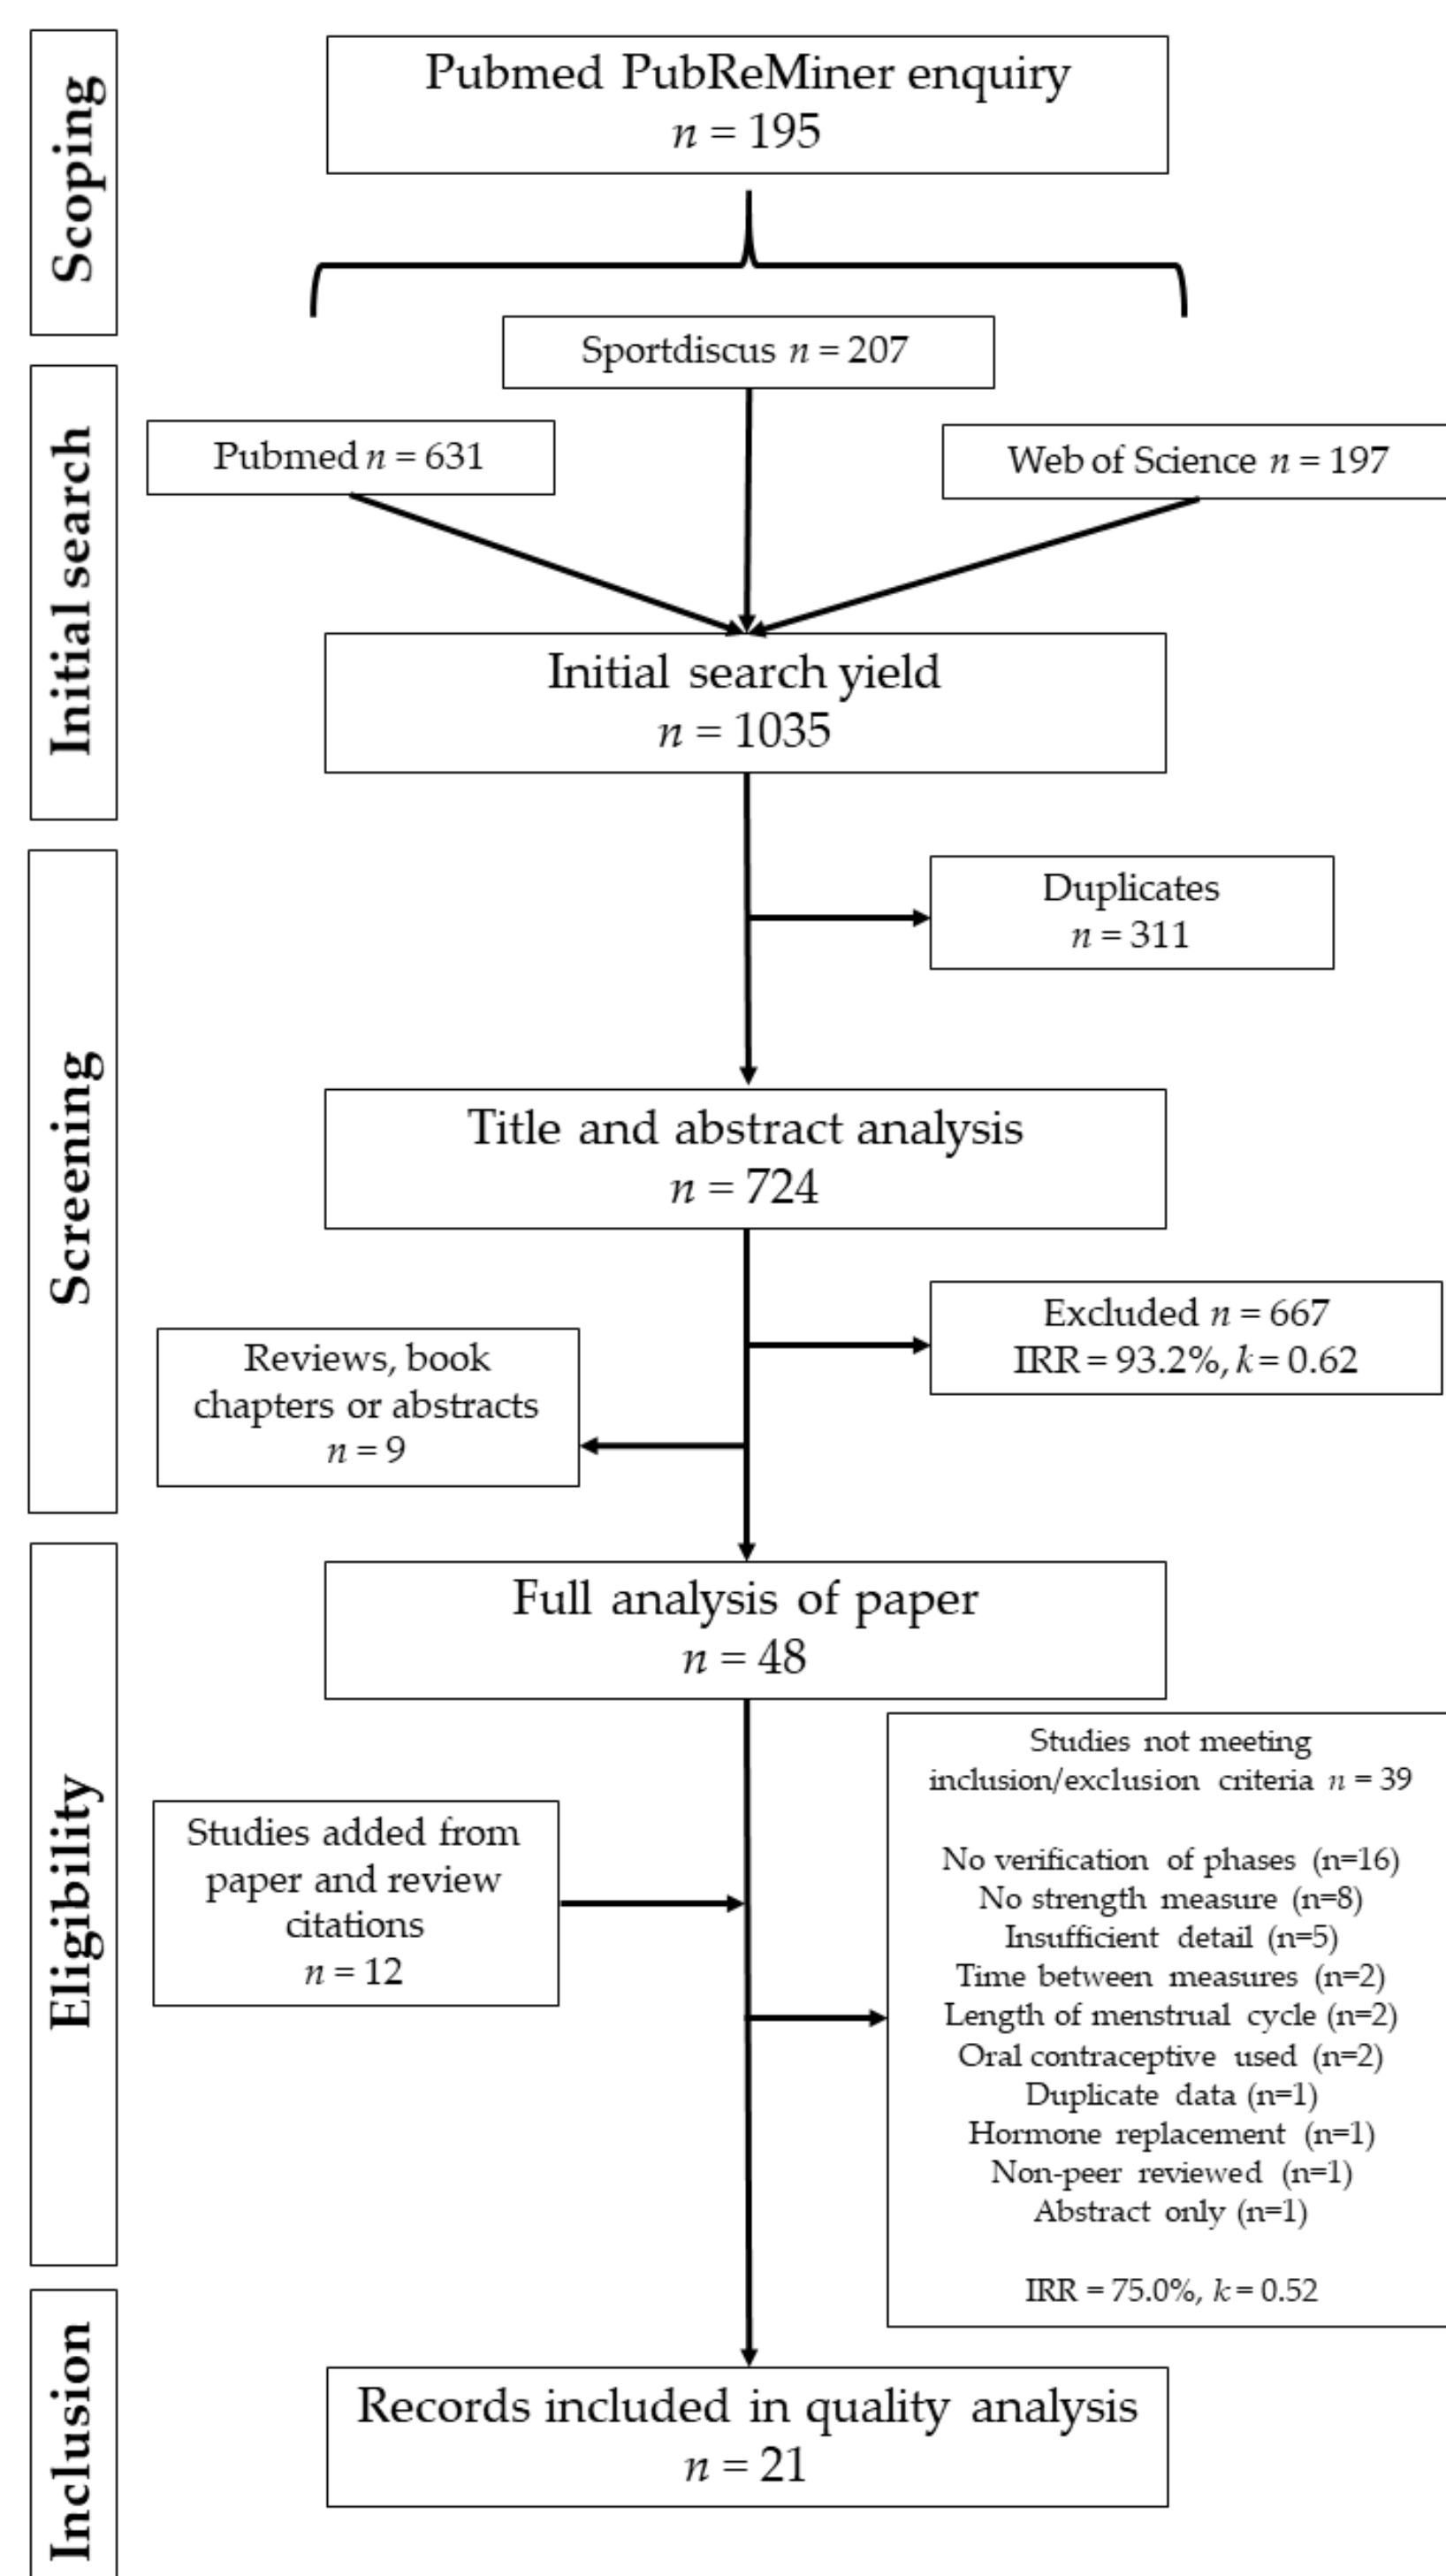 Scoping
Pubmed PubReMiner enquiry
n = 195
Initial search
Sportdiscus n = 207
Pubmed n = 631
Web of Science n = 197
Initial search yield
n = 1035
Screening
Duplicates
n = 311
Title and abstract analysis
n = 724
Excluded n = 667
IRR = 93.2%, k = 0.62
Reviews, book
chapters or abstracts
n = 9
Eligibility
Full analysis of paper
n = 48
Studies added from
paper and review
citations
n = 12
Studies not meeting
inclusion/exclusion criteria n = 39
No verification of phases (n=16)
No strength measure (n=8)
Insufficient detail (n=5)
Time between measures (n=2)
Length of menstrual cycle (n=2)
Oral contraceptive used (n=2)
Duplicate data (n=1)
Hormone replacement (n=1)
Non-peer reviewed (n=1)
Abstract only (n=1)
IRR = 75.0%, k = 0.52
Inclusion
Records included in quality analysis
n = 21